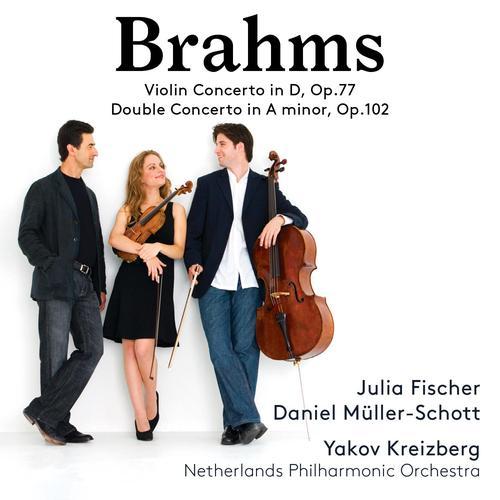 Brahms
Violin Concerto in D, Op.77
Double Concerto in A minor, Op.102
Julia Fischer
Daniel Müller-Schott
Yakov Kreizberg
Netherlands Philharmonic Orchestra